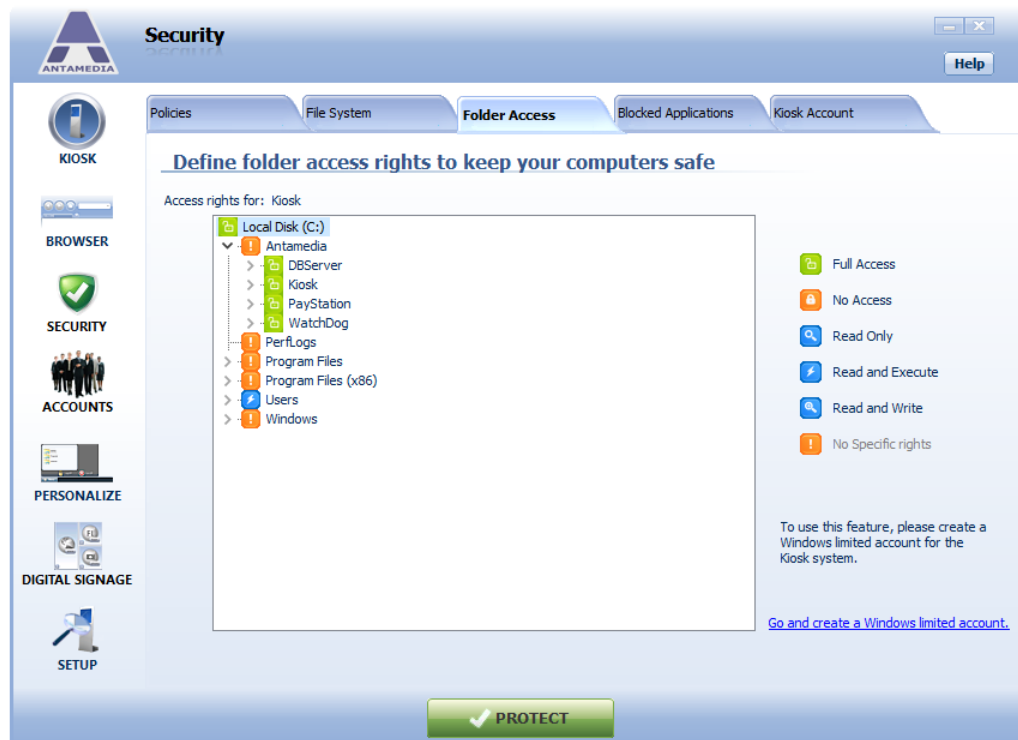 ANTAMEDIA
Security
Help
KIOSK
BROWSER
SECURITY
ACCOUNTS
PERSONALIZE
DIGITAL SIGNAGE
SETUP
Policies
File System
Folder Access
Blocked Applications
Kiosk Account
Define folder access rights to keep your computers safe
Access rights for: Kiosk
Local Disk (C:)
Antamedia
DBServer
Kiosk
PayStation
WatchDog
PerfLogs
Program Files
Program Files (x86)
Users
Windows
Full Access
No Access
Read Only
Read and Execute
Read and Write
No Specific rights
To use this feature, please create a
Windows limited account for the
Kiosk system.
Go and create a Windows limited account.
PROTECT